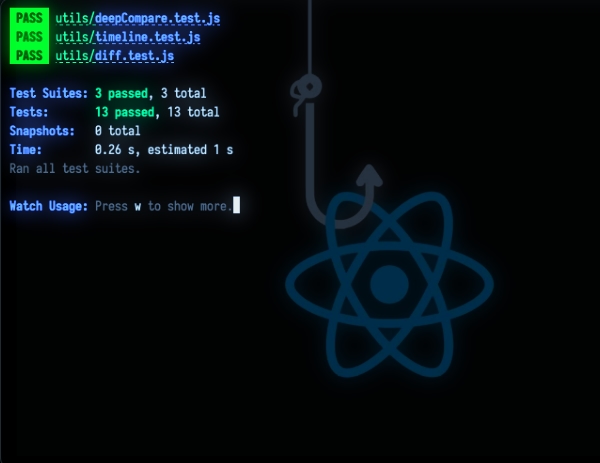 PASS utils/deepCompare.test.js
PASS utils/timeline.test.js
PASS utils/diff.test.js
Test Suites: 3 passed, 3 total
Tests: 13 passed, 13 total
Snapshots: 0 total
Time: 0.26 s, estimated 1 s
Ran all test suites.
Watch Usage: Press w to show more.